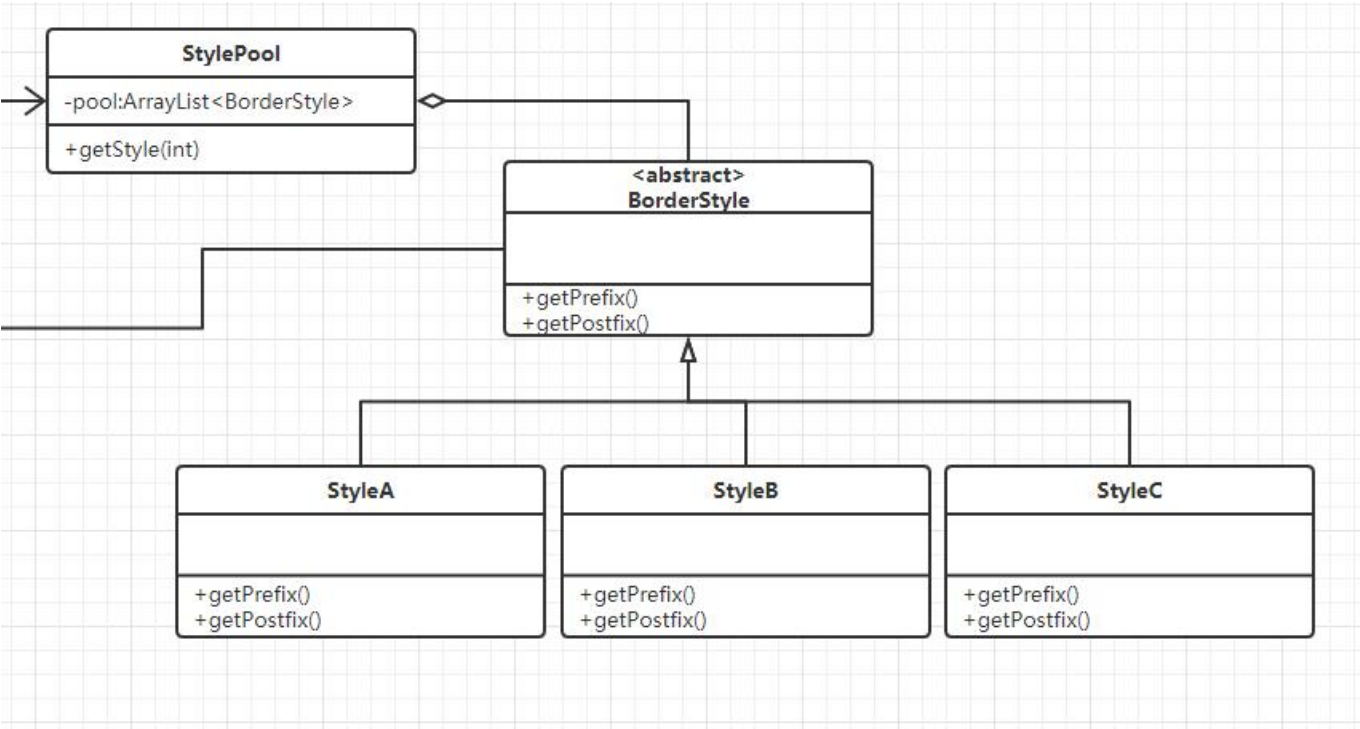 StylePool
-pool:ArrayList<BorderStyle>
+getStyle(int)
<abstract>
BorderStyle
+getPrefix()
+getPostfix()
StyleA
+getPrefix()
+getPostfix()
StyleB
+getPrefix()
+getPostfix()
StyleC
+getPrefix()
+getPostfix()